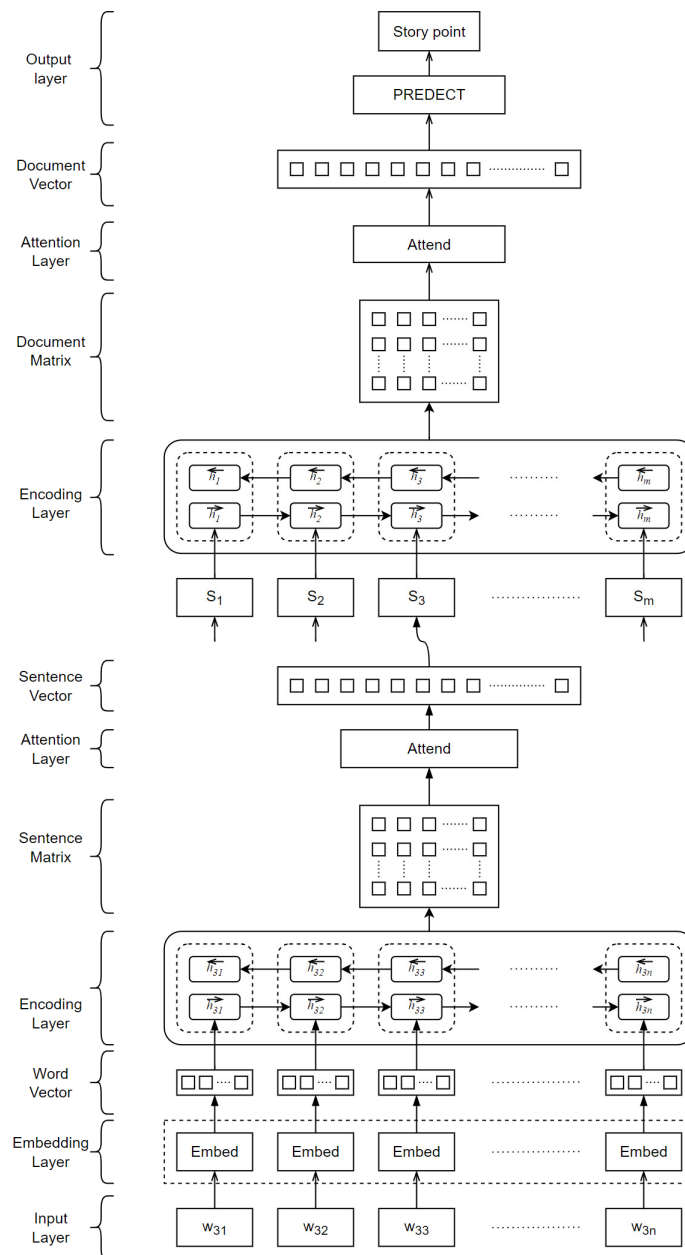 Story point
Output
layer
PREDECT
Document
Vector
Attention
Layer
Attend
Document
Matrix
Encoding
Layer
h1 h2 h3 hm
h1 h2 h3 hm
S1 S2 S3 Sm
Sentence
Vector
Attention
Layer
Attend
Sentence
Matrix
Encoding
Layer
h31 h32 h33 h3n
h31 h32 h33 h3n
Word
Vector
Embedding
Layer
Embed Embed Embed Embed
Input
Layer
w31 w32 w33 w3n